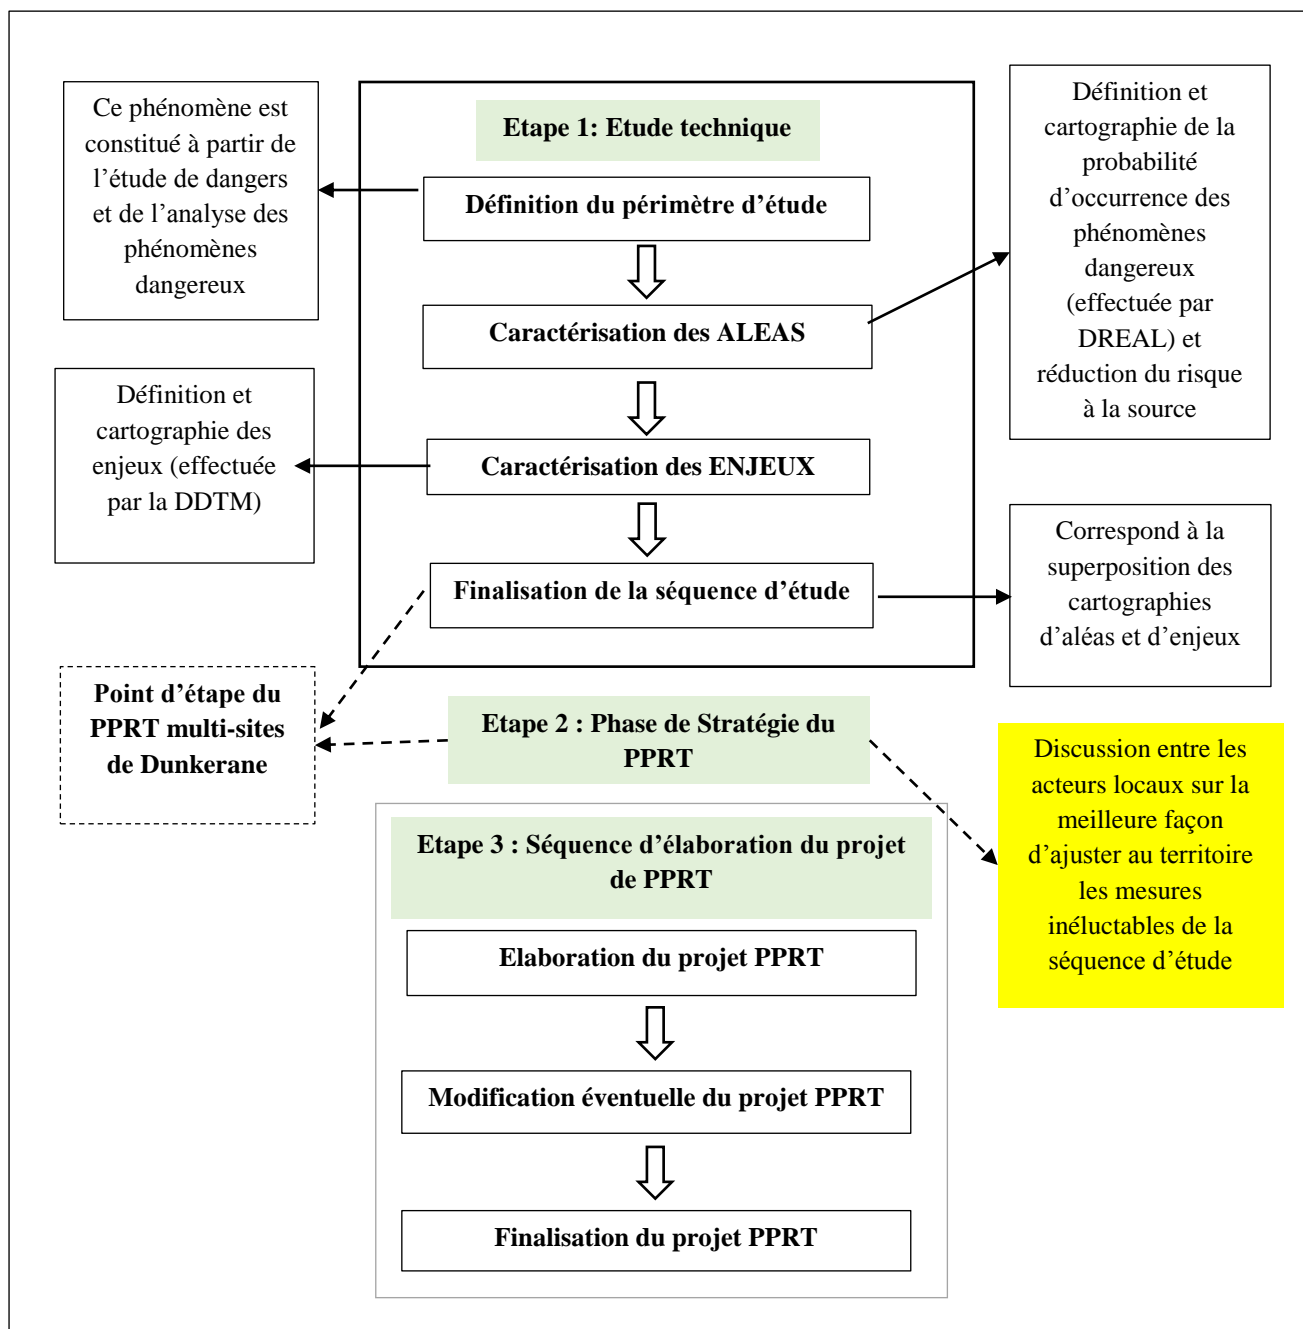 Ce phénomène est
constitué à partir de
l'étude de dangers
et de l'analyse des
phénomènes
dangereux
Etape 1: Etude technique
Définition du périmètre d'étude
Définition et
cartographie de la
probabilité
d'occurrence des
phénomènes
dangereux
(effectuée par
DREAL) et
réduction du risque
à la source
Caractérisation des ALEAS
Définition et
cartographie des
enjeux (effectuée
par la DDTM)
Caractérisation des ENJEUX
Finalisation de la séquence d'étude
Correspond à la
superposition des
cartographies
d'aléas et d'enjeux
Point d'étape du
PPRT multi-sites
de Dunkerane
Etape 2 : Phase de Stratégie du
PPRT
Discussion entre les
acteurs locaux sur la
meilleure façon
d'ajuster au territoire
les mesures
inéluctables de la
séquence d'étude
Etape 3 : Séquence d'élaboration du projet
de PPRT
Elaboration du projet PPRT
Modification éventuelle du projet PPRT
Finalisation du projet PPRT